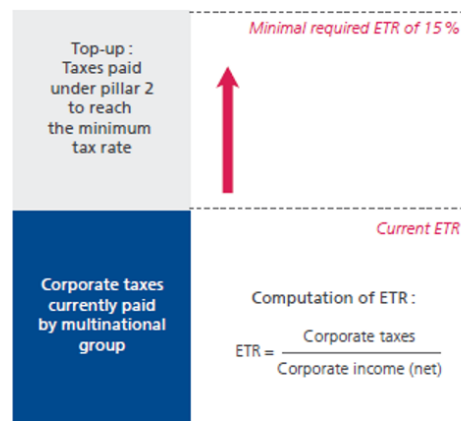 Top-up :
Taxes paid
under pillar 2
to reach
the minimum
tax rate
Minimal required ETR of 15 %
Current ETR
Corporate taxes
currently paid
by multinational
group
Computation of ETR :
ETR = Corporate taxes
Corporate income (net)